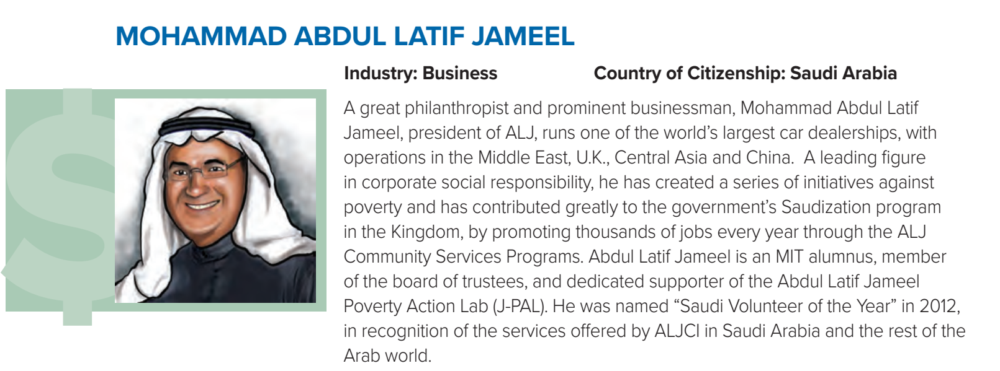 MOHAMMAD ABDUL LATIF JAMEEL
Industry: Business Country of Citizenship: Saudi Arabia
A great philanthropist and prominent businessman, Mohammad Abdul Latif
Jameel, president of ALJ, runs one of the world’s largest car dealerships, with
operations in the Middle East, U.K., Central Asia and China.  A leading figure
in corporate social responsibility, he has created a series of initiatives against
poverty and has contributed greatly to the government’s Saudization program
in the Kingdom, by promoting thousands of jobs every year through the ALJ
Community Services Programs. Abdul Latif Jameel is an MIT alumnus, member
of the board of trustees, and dedicated supporter of the Abdul Latif Jameel
Poverty Action Lab (J-PAL). He was named “Saudi Volunteer of the Year” in 2012,
in recognition of the services offered by ALJCI in Saudi Arabia and the rest of the
Arab world.
$